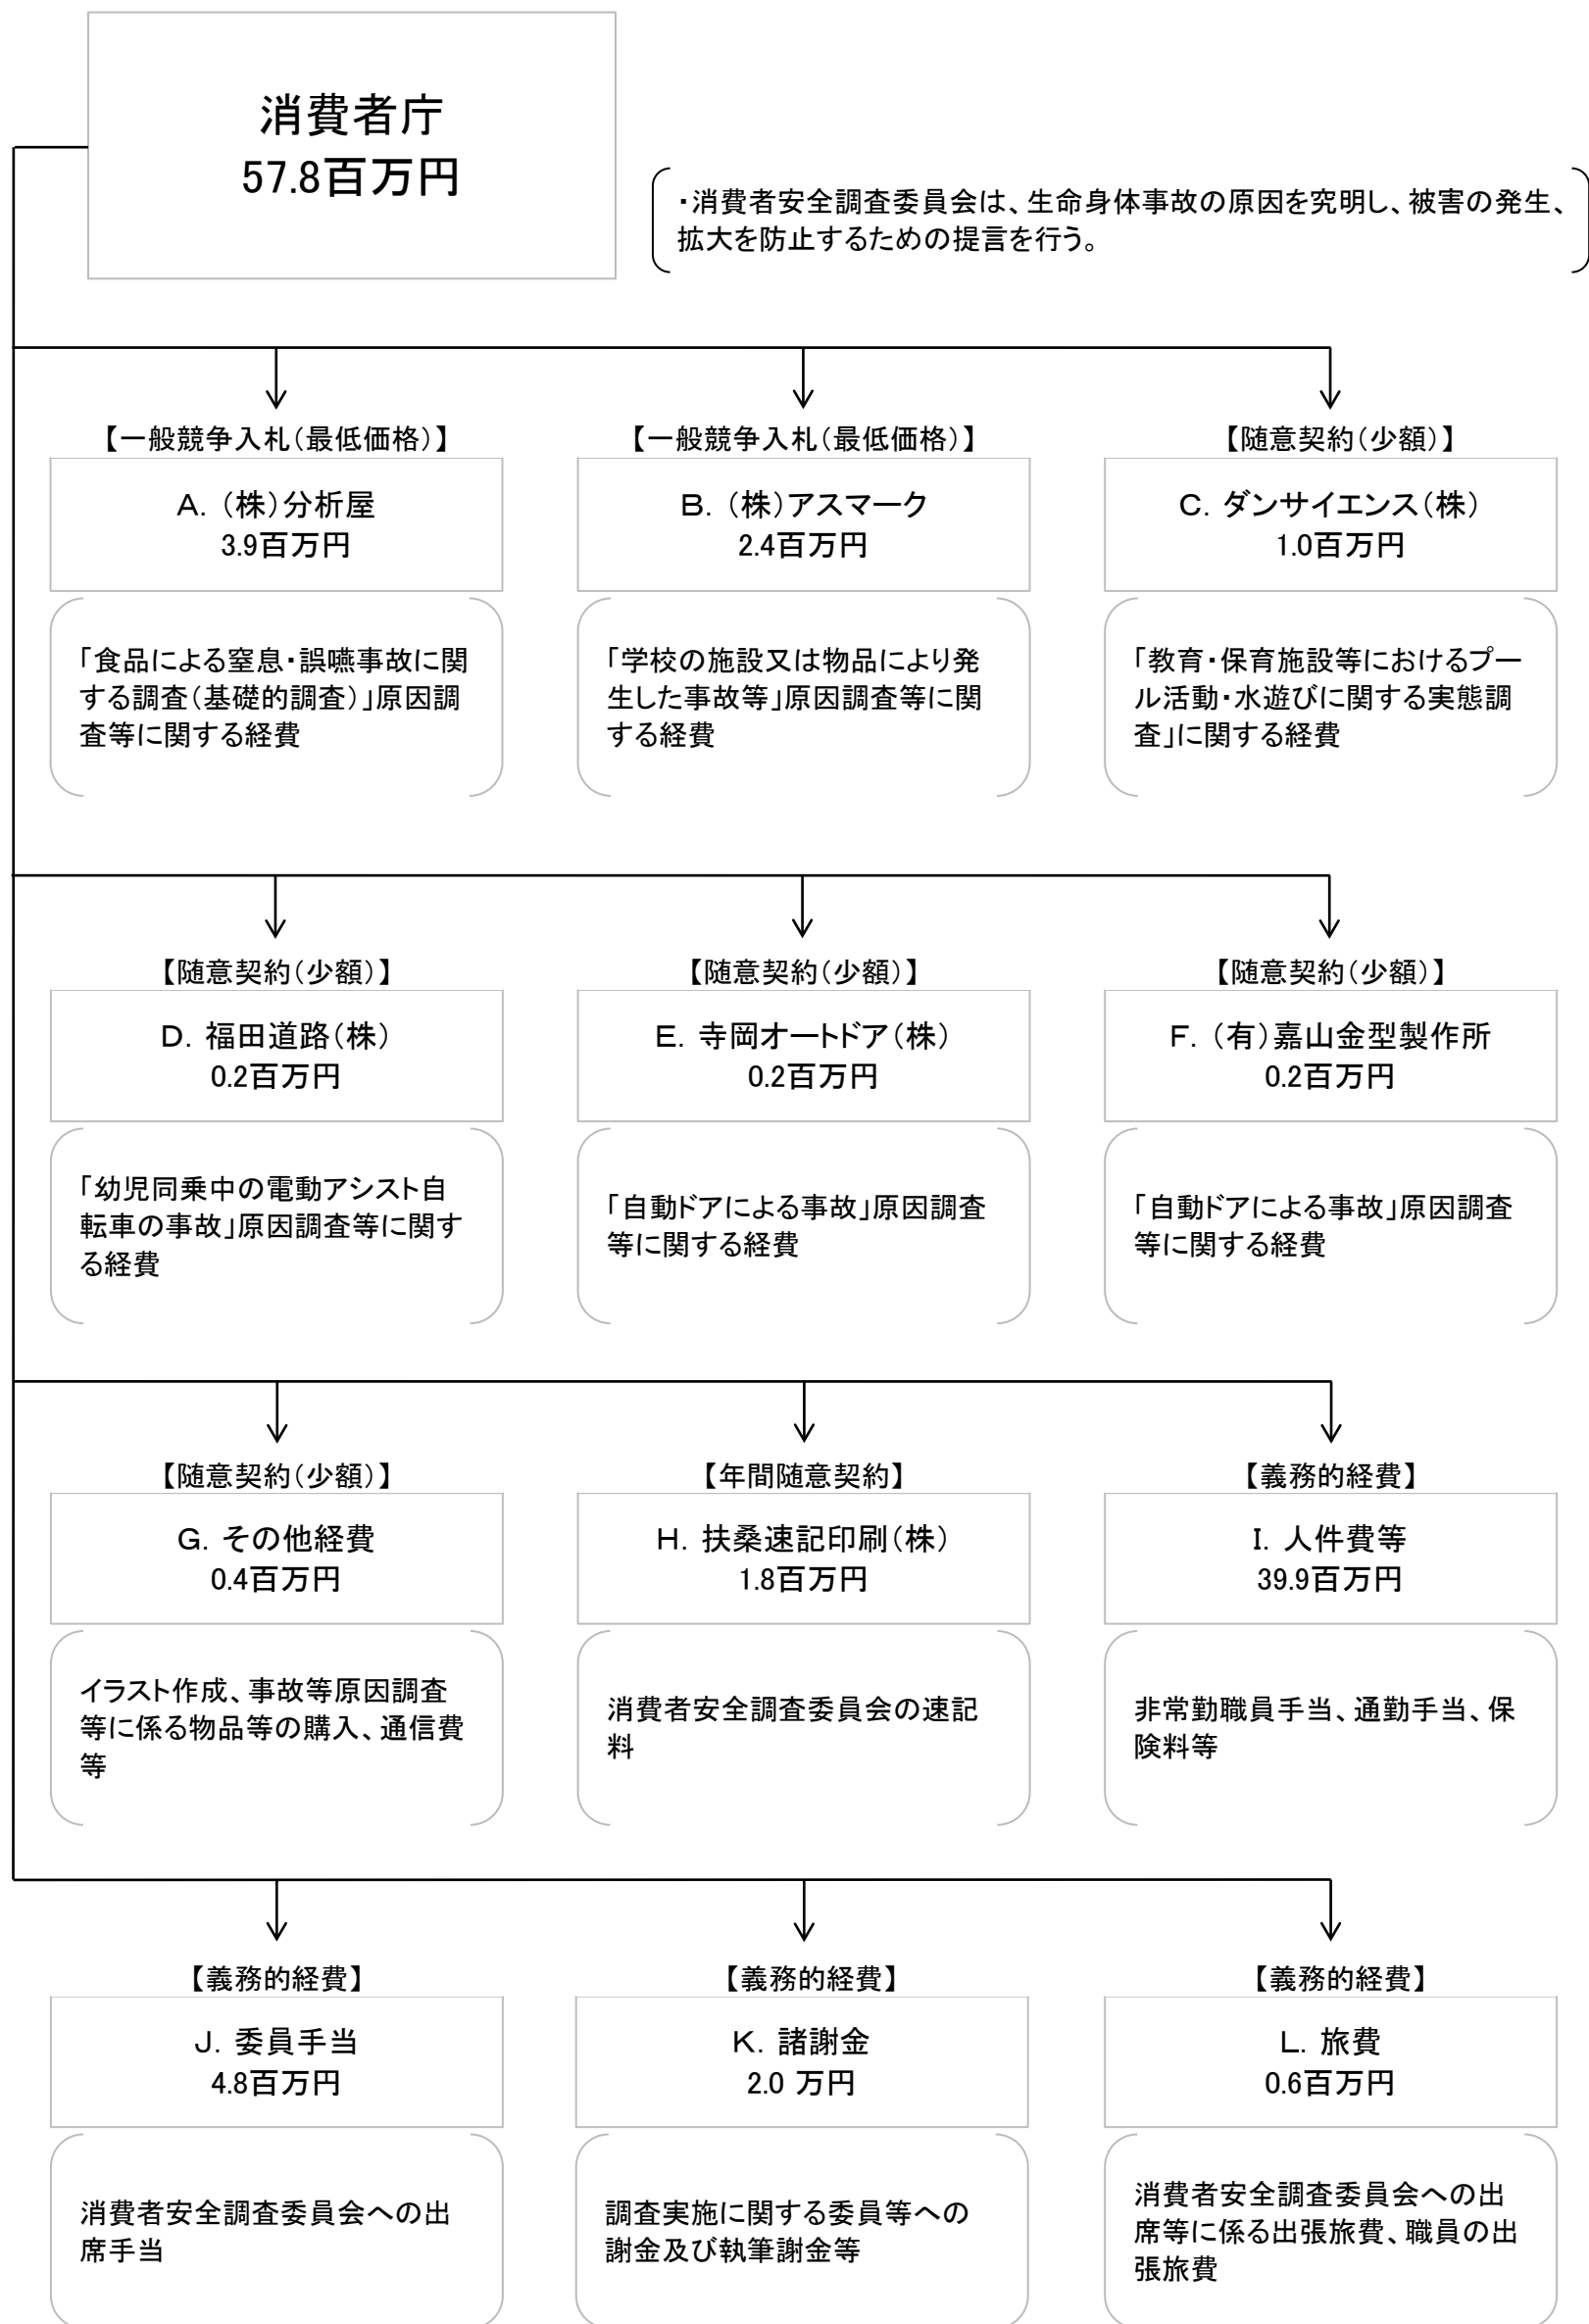 消費者庁
57.8百万円
・消費者安全調査委員会は、生命身体事故の原因を究明し、被害の発生、
拡大を防止するための提言を行う。
【一般競争入札(最低価格)】
【一般競争入札(最低価格)】
【随意契約(少額)】
A. (株)分析屋
3.9百万円
B. (株)アスマーク
2.4百万円
C. ダンサイエンス(株)
1.0百万円
「食品による窒息・誤嚥事故に関
する調査(基礎的調査)」原因調
査等に関する経費
「学校の施設又は物品により発
生した事故等」原因調査等に関
する経費
「教育・保育施設等におけるプー
ル活動・水遊びに関する実態調
査」に関する経費
【随意契約(少額)】
【随意契約(少額)】
【随意契約(少額)】
D. 福田道路(株)
0.2百万円
E. 寺岡オートドア(株)
0.2百万円
F. (有)嘉山金型製作所
0.2百万円
「幼児同乗中の電動アシスト自
転車の事故」原因調査等に関す
る経費
「自動ドアによる事故」原因調査
等に関する経費
「自動ドアによる事故」原因調査
等に関する経費
【随意契約(少額)】
【年間随意契約】
【義務的経費】
G. その他経費
0.4百万円
H. 扶桑速記印刷(株)
1.8百万円
I. 人件費等
39.9百万円
イラスト作成、事故等原因調査
等に係る物品等の購入、通信費
等
消費者安全調査委員会の速記
料
非常勤職員手当、通勤手当、保
険料等
【義務的経費】
【義務的経費】
【義務的経費】
J. 委員手当
4.8百万円
K. 諸謝金
2.0 万円
L. 旅費
0.6百万円
消費者安全調査委員会への出
席手当
調査実施に関する委員等への
謝金及び執筆謝金等
消費者安全調査委員会への出
席等に係る出張旅費、職員の出
張旅費